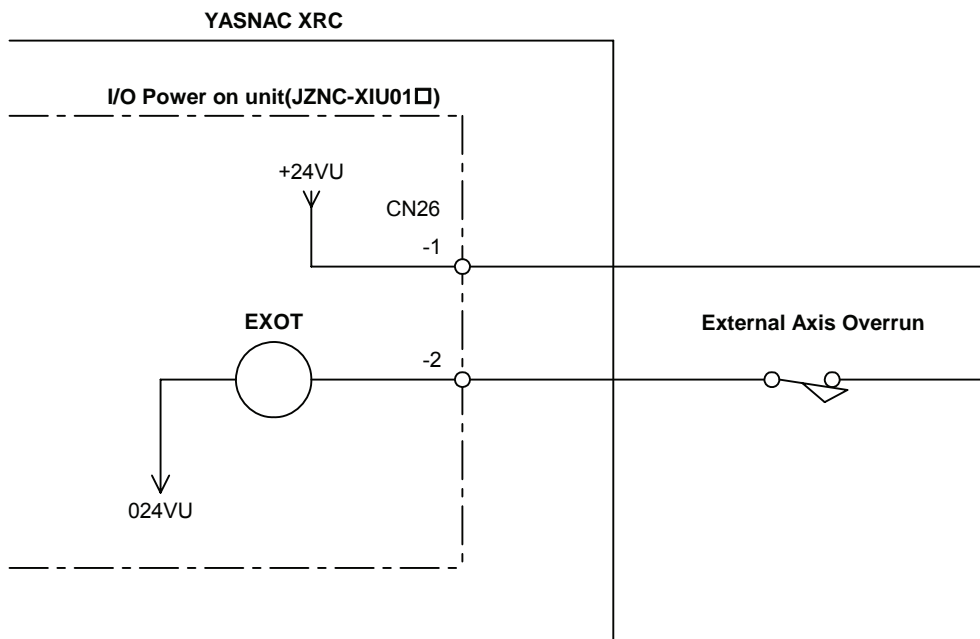 YASNAC XRC
I/O Power on unit(JZNC-XIU01□)
+24VU
CN26
-1
EXOT
External Axis Overrun
-2
024VU